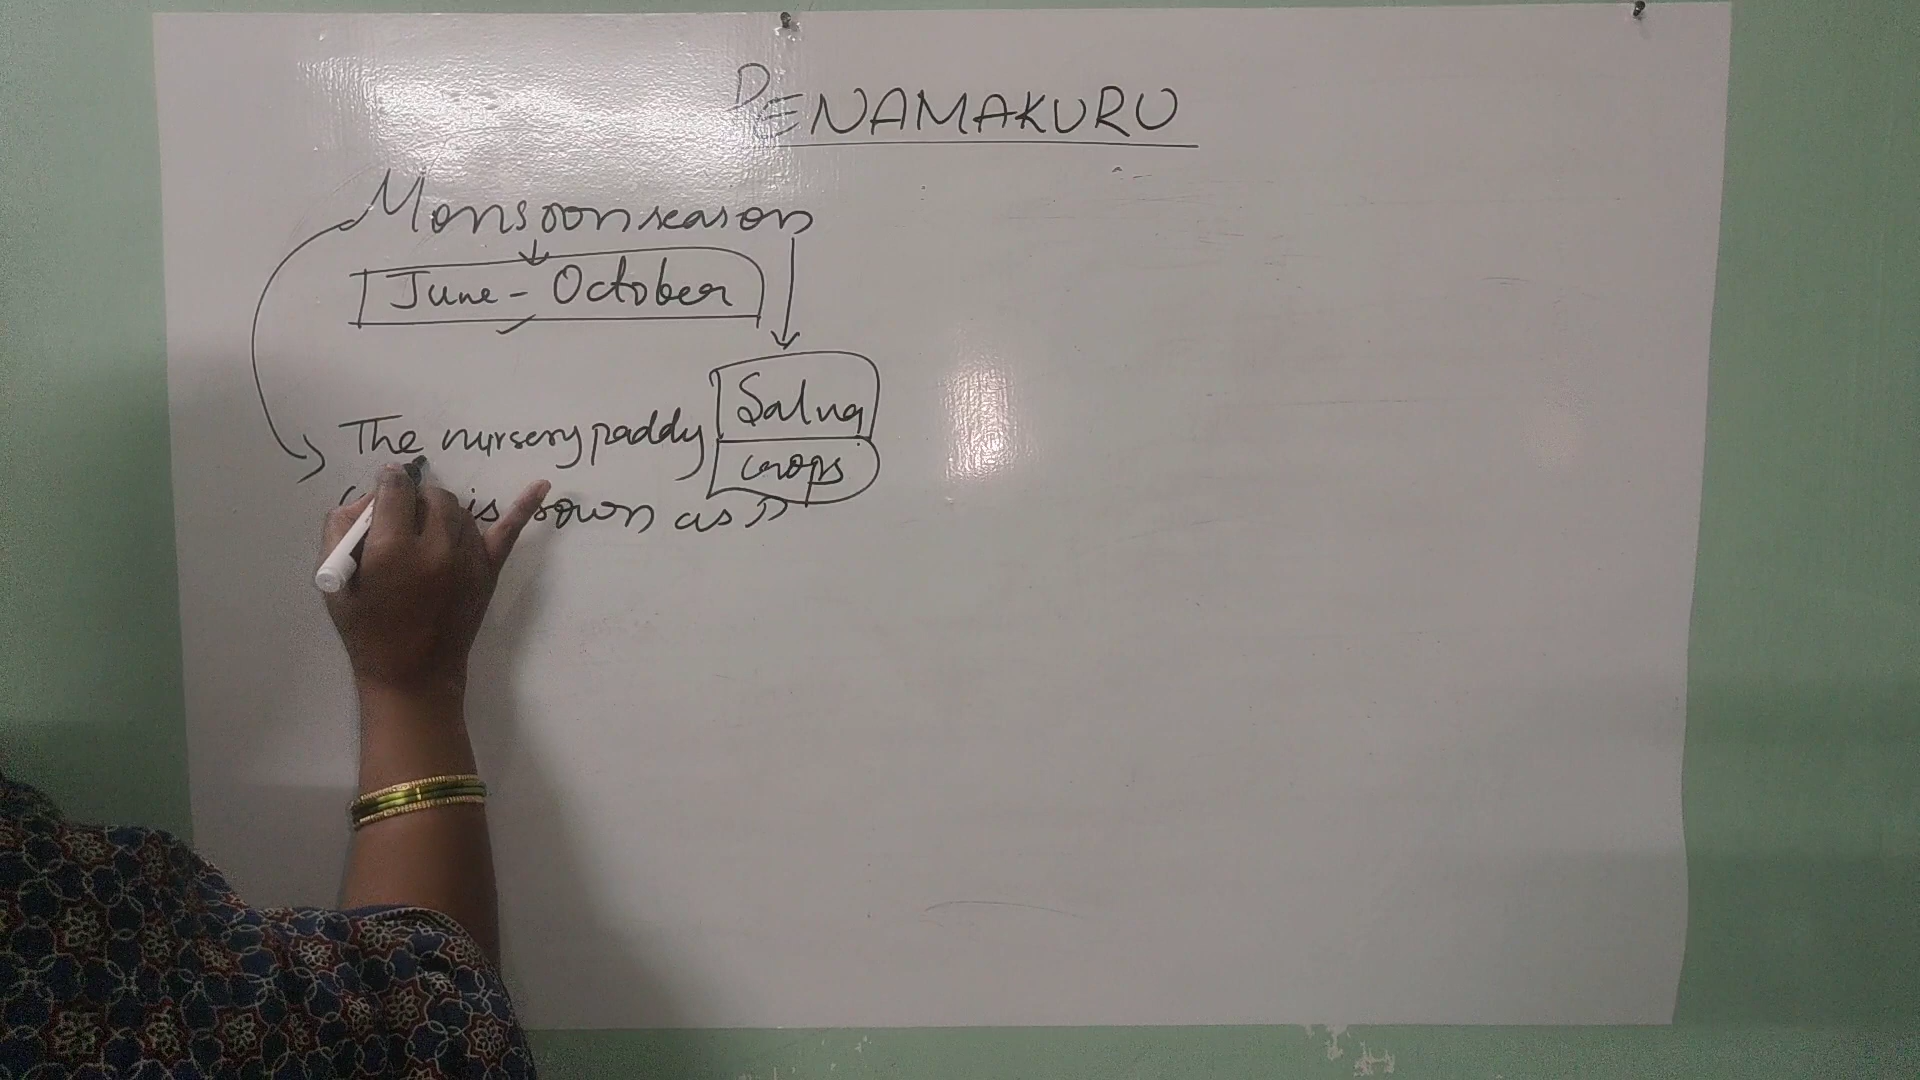 PENAMAKURU
Monsoon season
June - October
The nursery paddy
Salva
crops
is sown as"